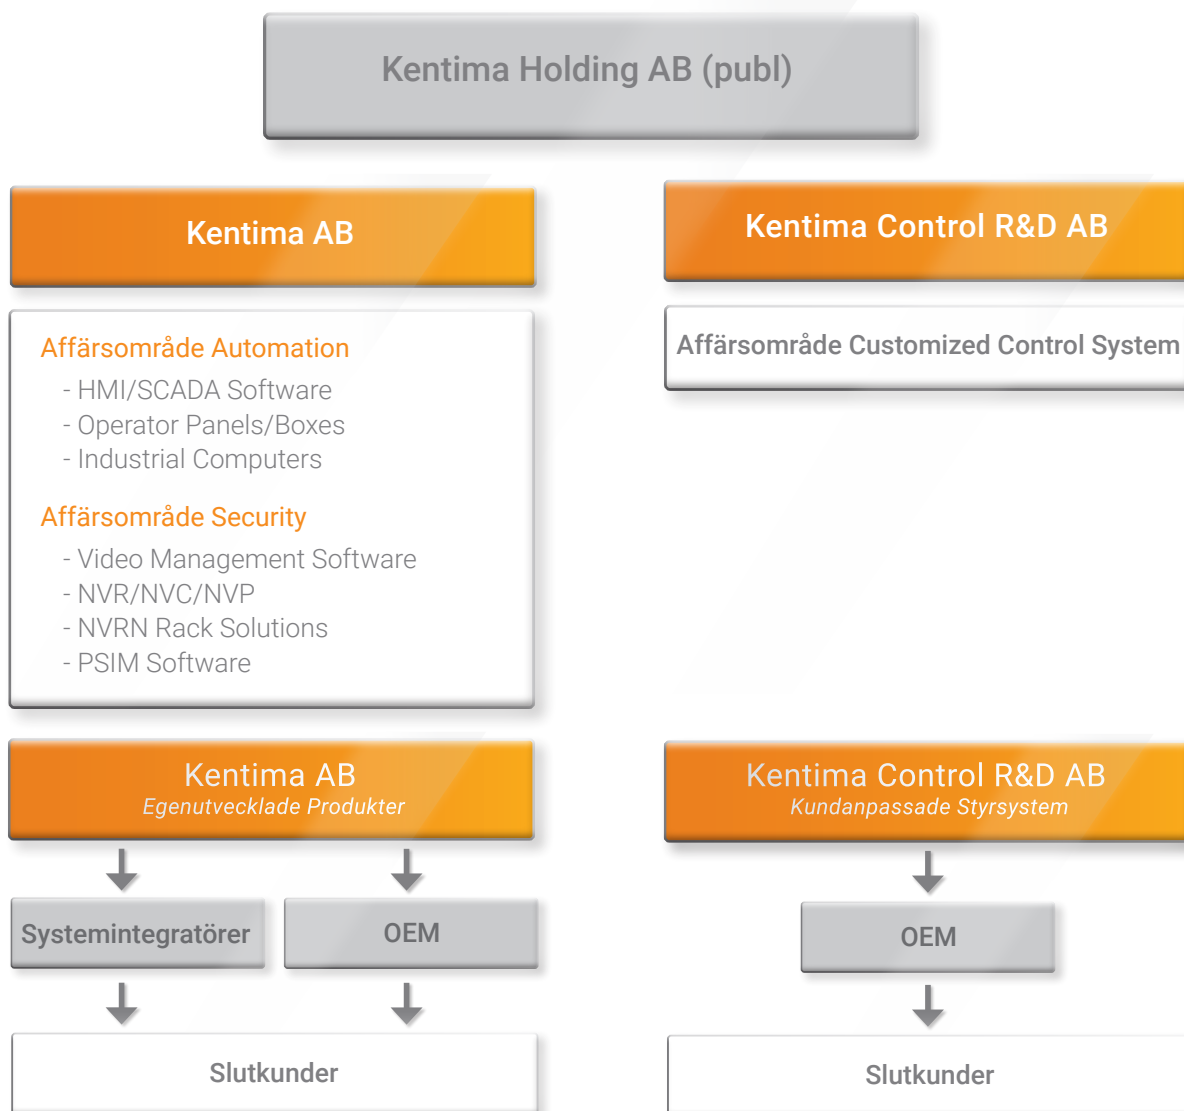 Kentima Holding AB (publ)
Kentima AB
Affärsområde Automation
- HMI/SCADA Software
- Operator Panels/Boxes
- Industrial Computers
Affärsområde Security
- Video Management Software
- NVR/NVC/NVP
- NVRN Rack Solutions
- PSIM Software
Kentima Control R&D AB
Affärsområde Customized Control System
Kentima AB
Egenutvecklade Produkter
Systemintegratörer
OEM
Slutkunder
Kentima Control R&D AB
Kundanpassade Styrsystem
OEM
Slutkunder